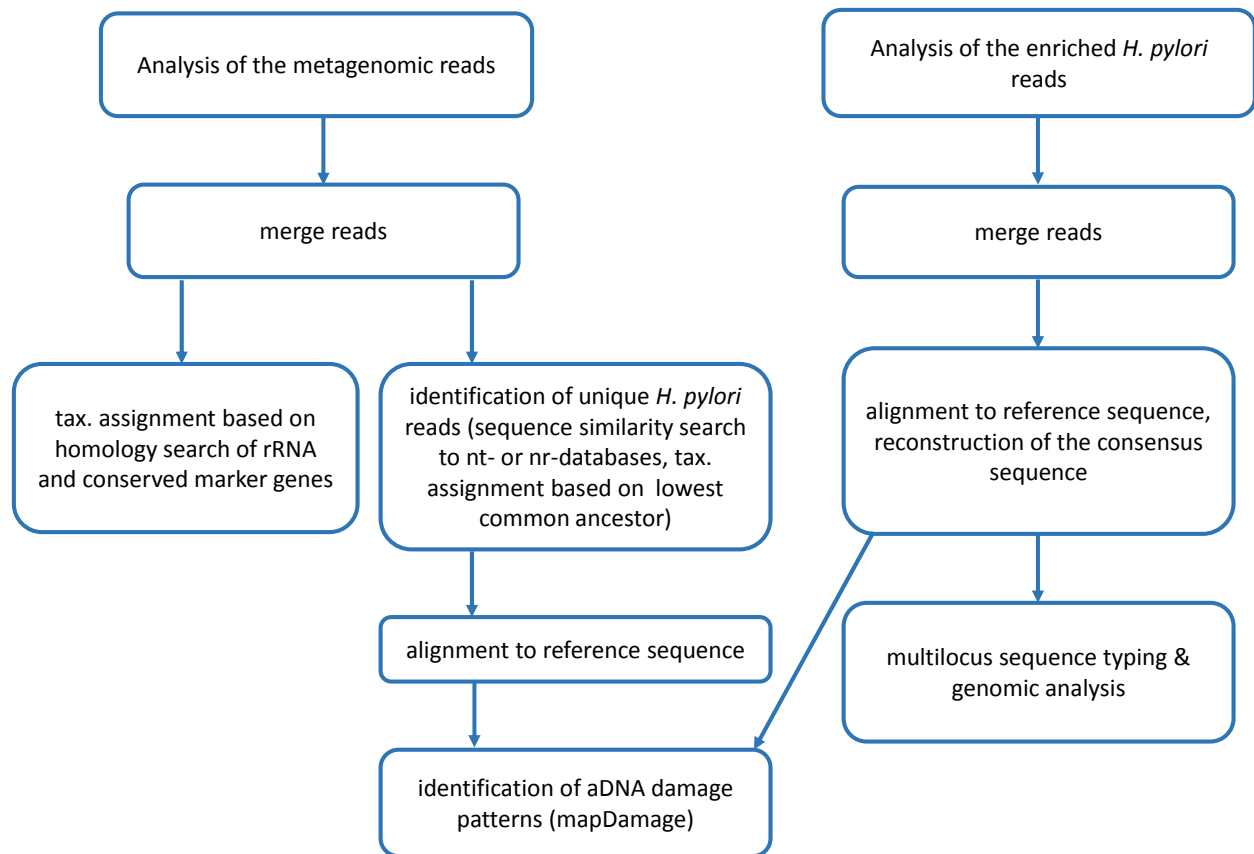 Analysis of the metagenomic reads
Analysis of the enriched H. pylori
reads
merge reads
merge reads
tax. assignment based on
homology search of rRNA
and conserved marker genes
identification of unique H. pylori
reads (sequence similarity search
to nt- or nr-databases, tax.
assignment based on lowest
common ancestor)
alignment to reference sequence,
reconstruction of the consensus
sequence
alignment to reference sequence
multilocus sequence typing &
genomic analysis
identification of aDNA damage
patterns (mapDamage)